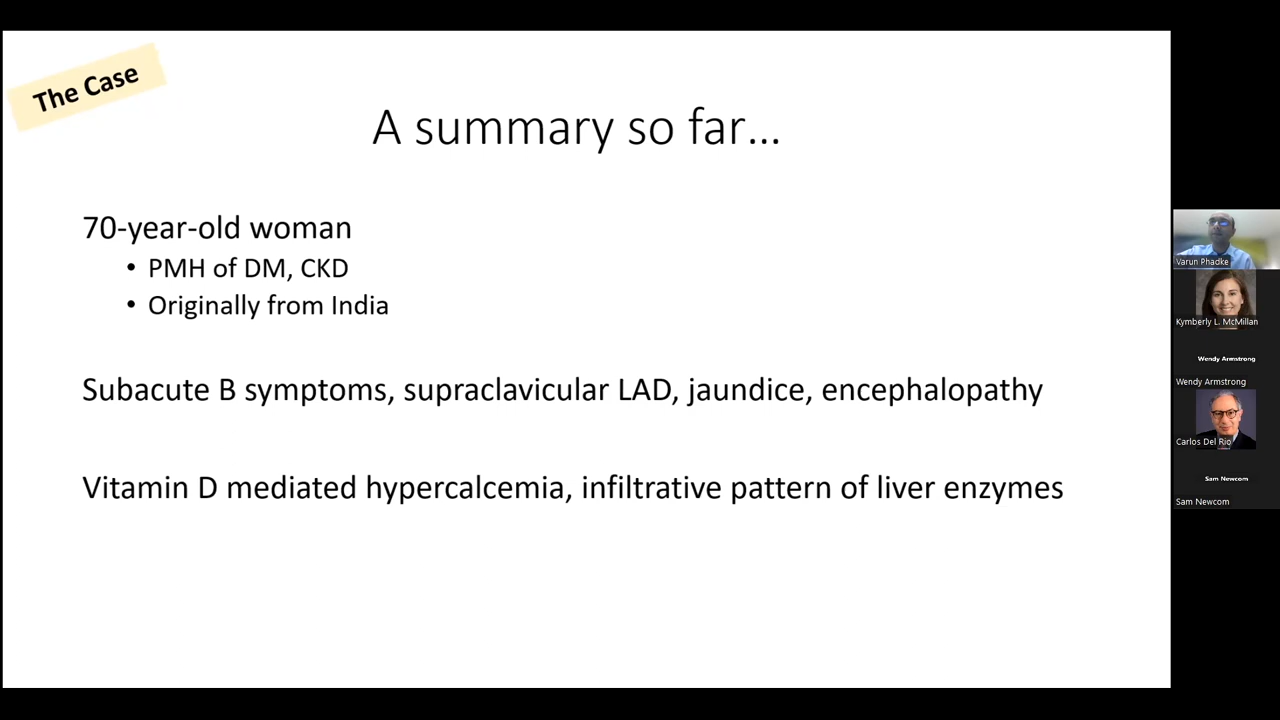 The Case
A summary so far...
70-year-old woman
• PMH of DM, CKD
• Originally from India
Subacute B symptoms, supraclavicular LAD, jaundice, encephalopathy
Vitamin D mediated hypercalcemia, infiltrative pattern of liver enzymes
Varun Phadke
Kymberly L. McMillan
Wendy Armstrong
Wendy Armstrong
Carlos Del Rio
Sam Newcom
Sam Newcom